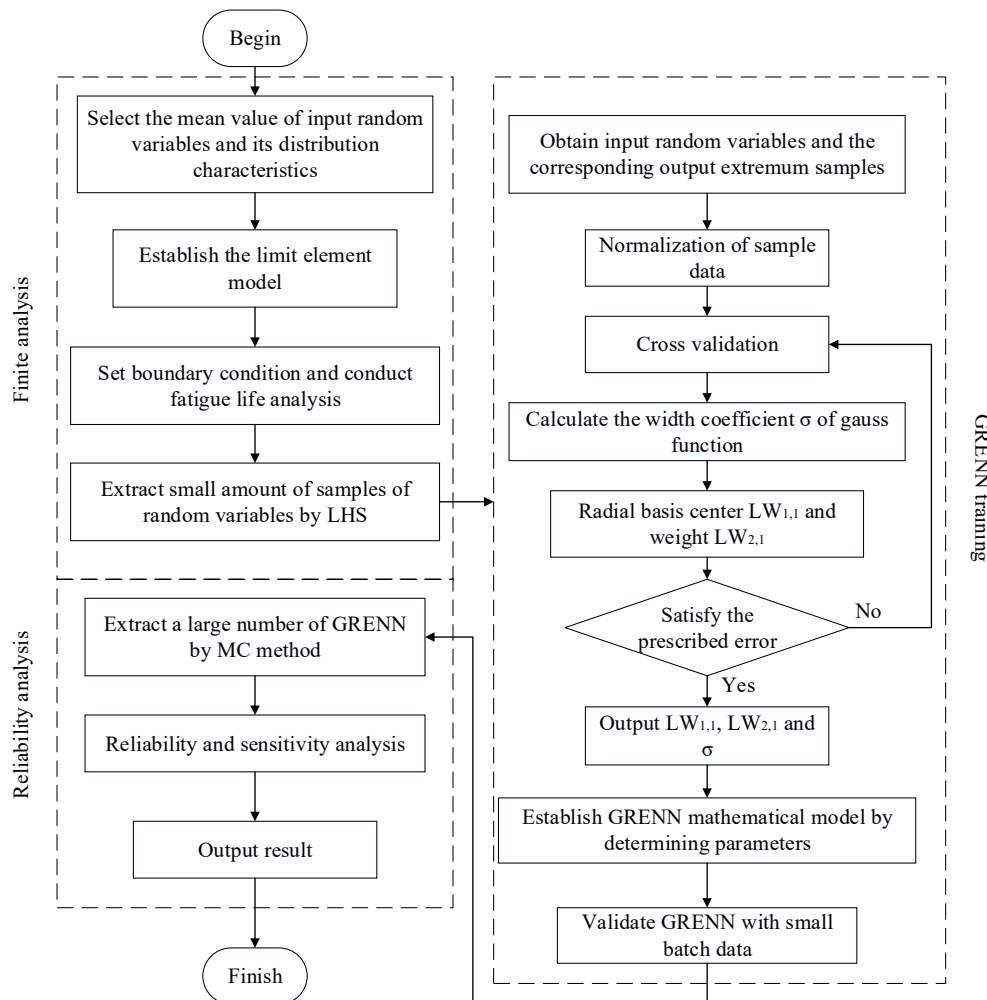 Begin
Finite analysis
Select the mean value of input random
variables and its distribution
characteristics
Establish the limit element
model
Set boundary condition and conduct
fatigue life analysis
Extract small amount of samples of
random variables by LHS
Reliability analysis
Extract a large number of GRENN
by MC method
Reliability and sensitivity analysis
Output result
Finish
GRENN training
Obtain input random variables and the
corresponding output extremum samples
Normalization of sample
data
Cross validation
Calculate the width coefficient σ of gauss
function
Radial basis center LW1,1 and
weight LW2,1
Satisfy the
prescribed error
No
Yes
Output LW1,1, LW2,1 and
σ
Establish GRENN mathematical model by
determining parameters
Validate GRENN with small
batch data